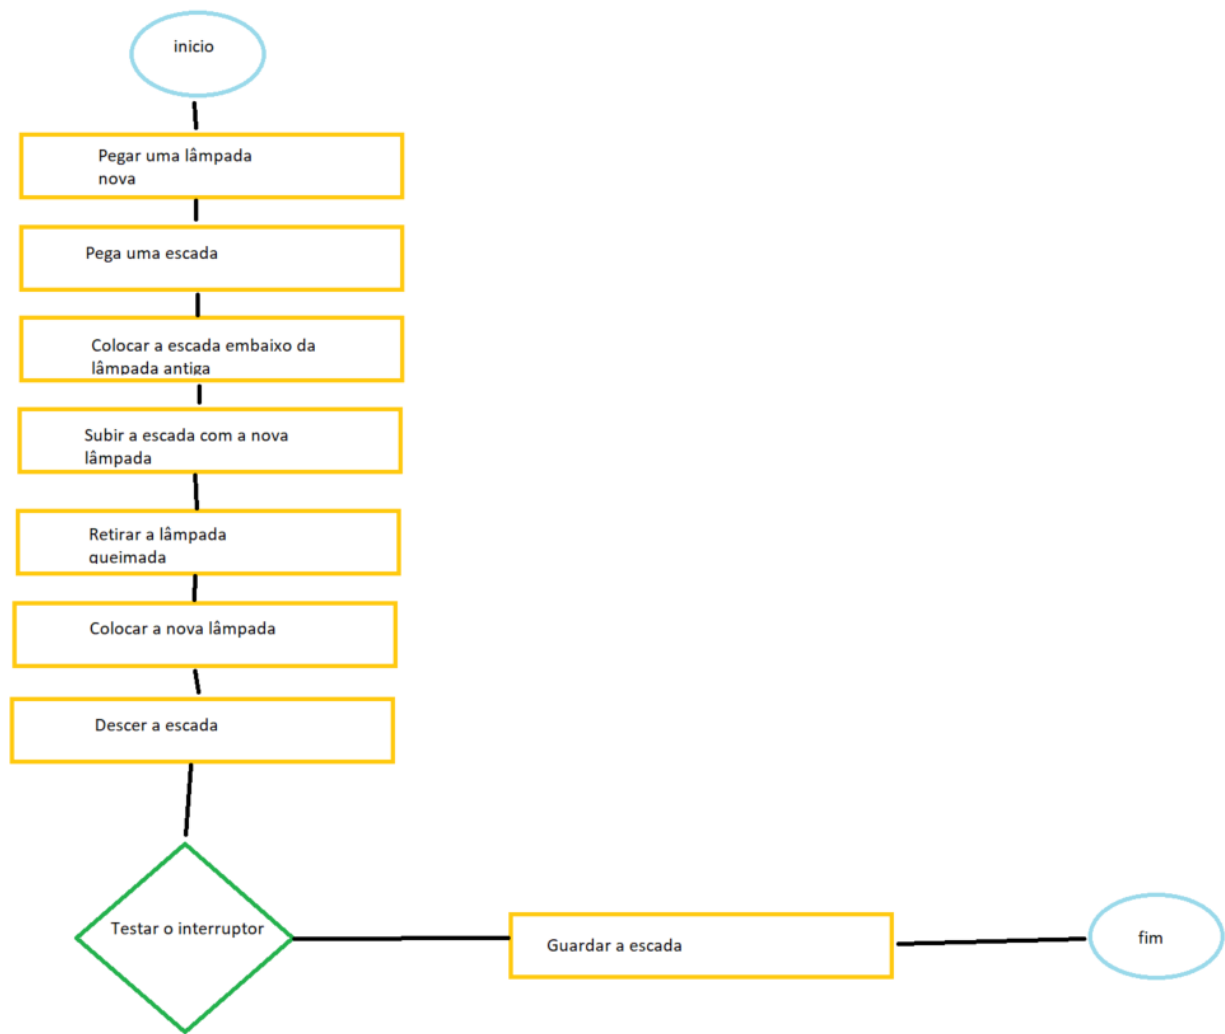 inicio
Pegar uma lâmpada
nova
Pega uma escada
Colocar a escada embaixo da
lâmpada antiga
Subir a escada com a nova
lâmpada
Retirar a lâmpada
queimada
Colocar a nova lâmpada
Descer a escada
Testar o interruptor
Guardar a escada
fim